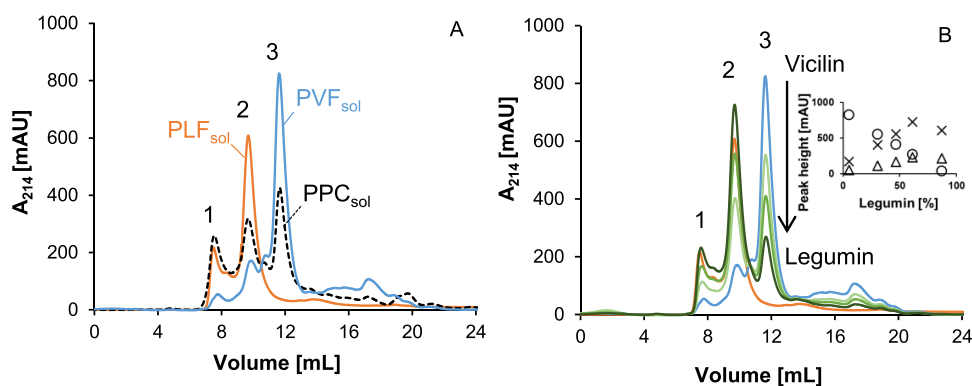 A
1000
800
600
400
200
0
A214 [mAU]
1
2
3
PLFsol
PVFsol
PPCsol
0 4 8 12 16 20 24
Volume [mL]
B
1000
800
600
400
200
0
A214 [mAU]
1
2
3
Vicilin
Legumin
1000
500
0
Peak height [mAU]
0 50 100
Legumin [%]
0 4 8 12 16 20 24
Volume [mL]